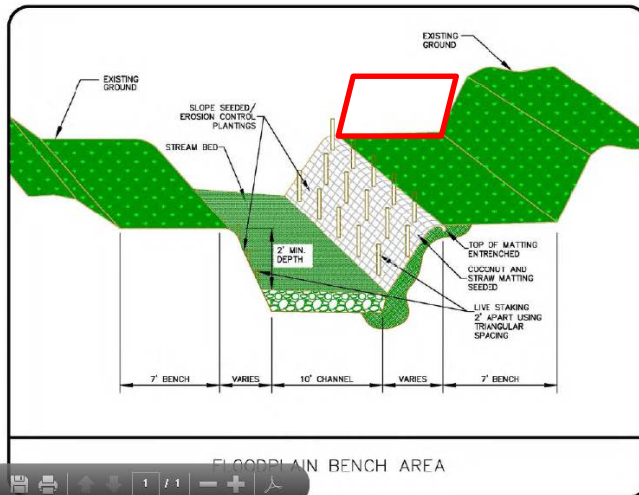 EXISTING
GROUND
EXISTING
GROUND
SLOPE SEEDED/
EROSION CONTROL
PLANTINGS
STREAM BED
2' MIN.
DEPTH
TOP OF MATTING
ENTRENCHED
COCONUT AND
STRAW MATTING
SEEDED
LIVE STAKING
2' APART USING
TRIANGULAR
SPACING
7' BENCH
VARIES
10' CHANNEL
VARIES
7' BENCH
FLOODPLAIN BENCH AREA
1 / 1